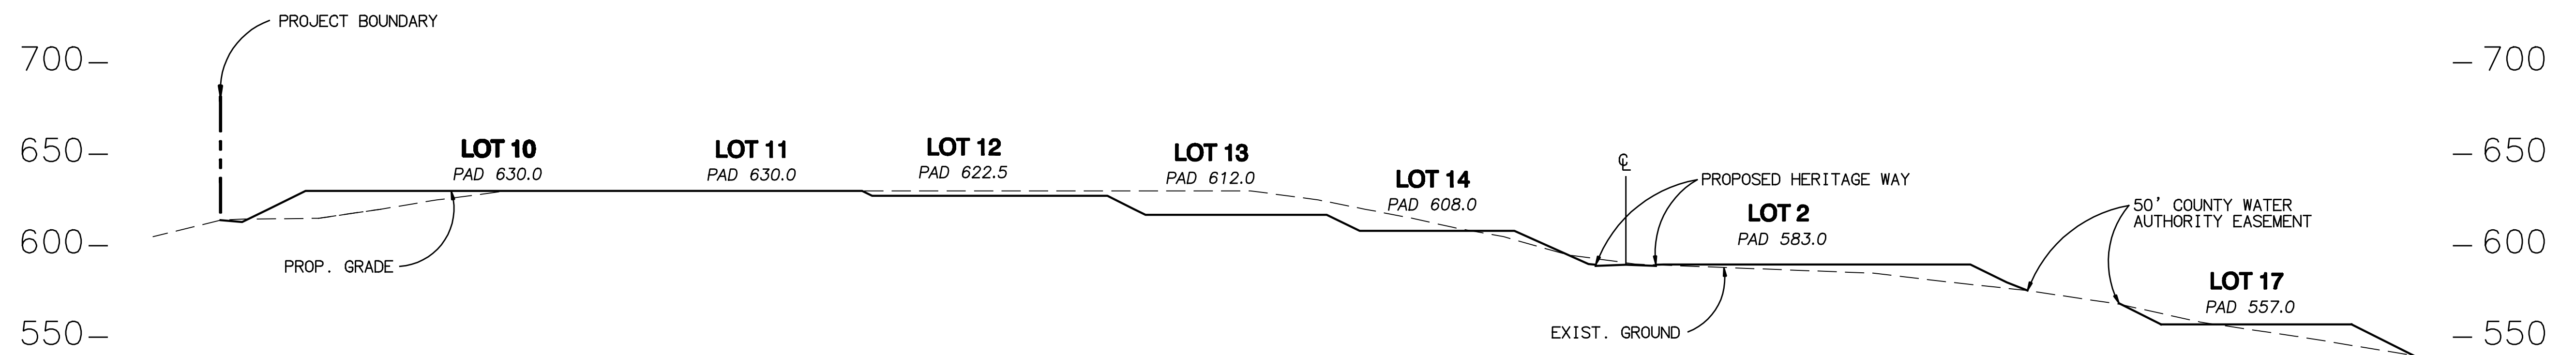 PROJECT BOUNDARY
700 700
650 650
LOT 10
PAD 630.0
LOT 11
PAD 630.0
LOT 12
PAD 622.5
LOT 13
PAD 612.0
LOT 14
PAD 608.0
℄
PROPOSED HERITAGE WAY
LOT 2
PAD 583.0
50' COUNTY WATER
AUTHORITY EASEMENT
600 600
PROP. GRADE
LOT 17
PAD 557.0
EXIST. GROUND
550 550